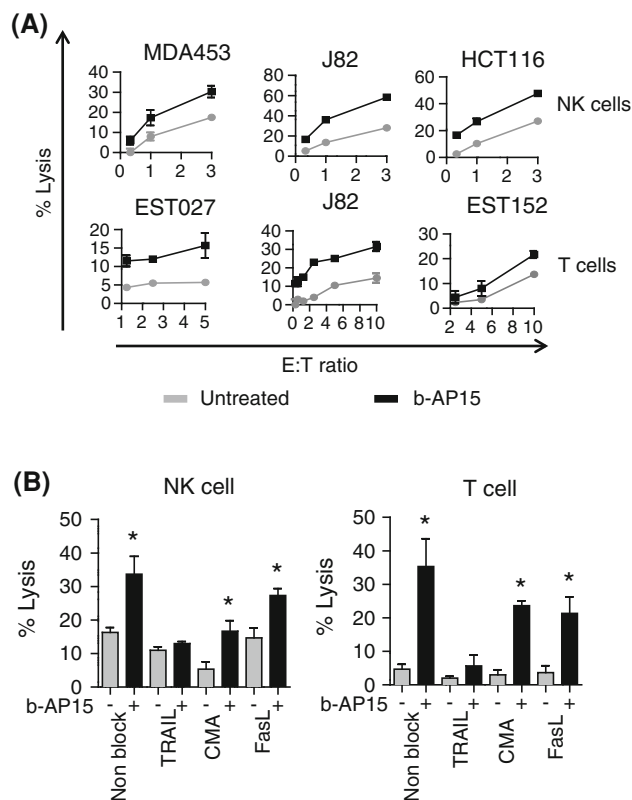 (A)
MDA453 J82 HCT116
40 30 20 10 0
0 1 2 3
80 60 40 20 0
0 1 2 3
60 40 20 0
0 1 2 3
NK cells
% Lysis
EST027 J82 EST152
20 15 10 5 0
1 2 3 4 5
40 30 20 10 0
0 2 4 6 8 10
30 20 10 0
2 4 6 8 10
T cells
E:T ratio
Untreated b-AP15
(B)
NK cell T cell
% Lysis
50 40 30 20 10 0
* * *
b-AP15 - + - + - + - +
Non block TRAIL CMA FasL
% Lysis
50 40 30 20 10 0
* * *
b-AP15 - + - + - + - +
Non block TRAIL CMA FasL